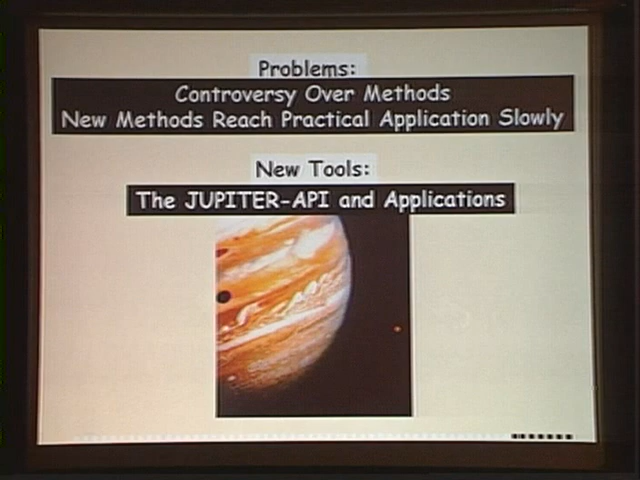 Problems:
Controversy Over Methods
New Methods Reach Practical Application Slowly
New Tools:
The JUPITER-API and Applications